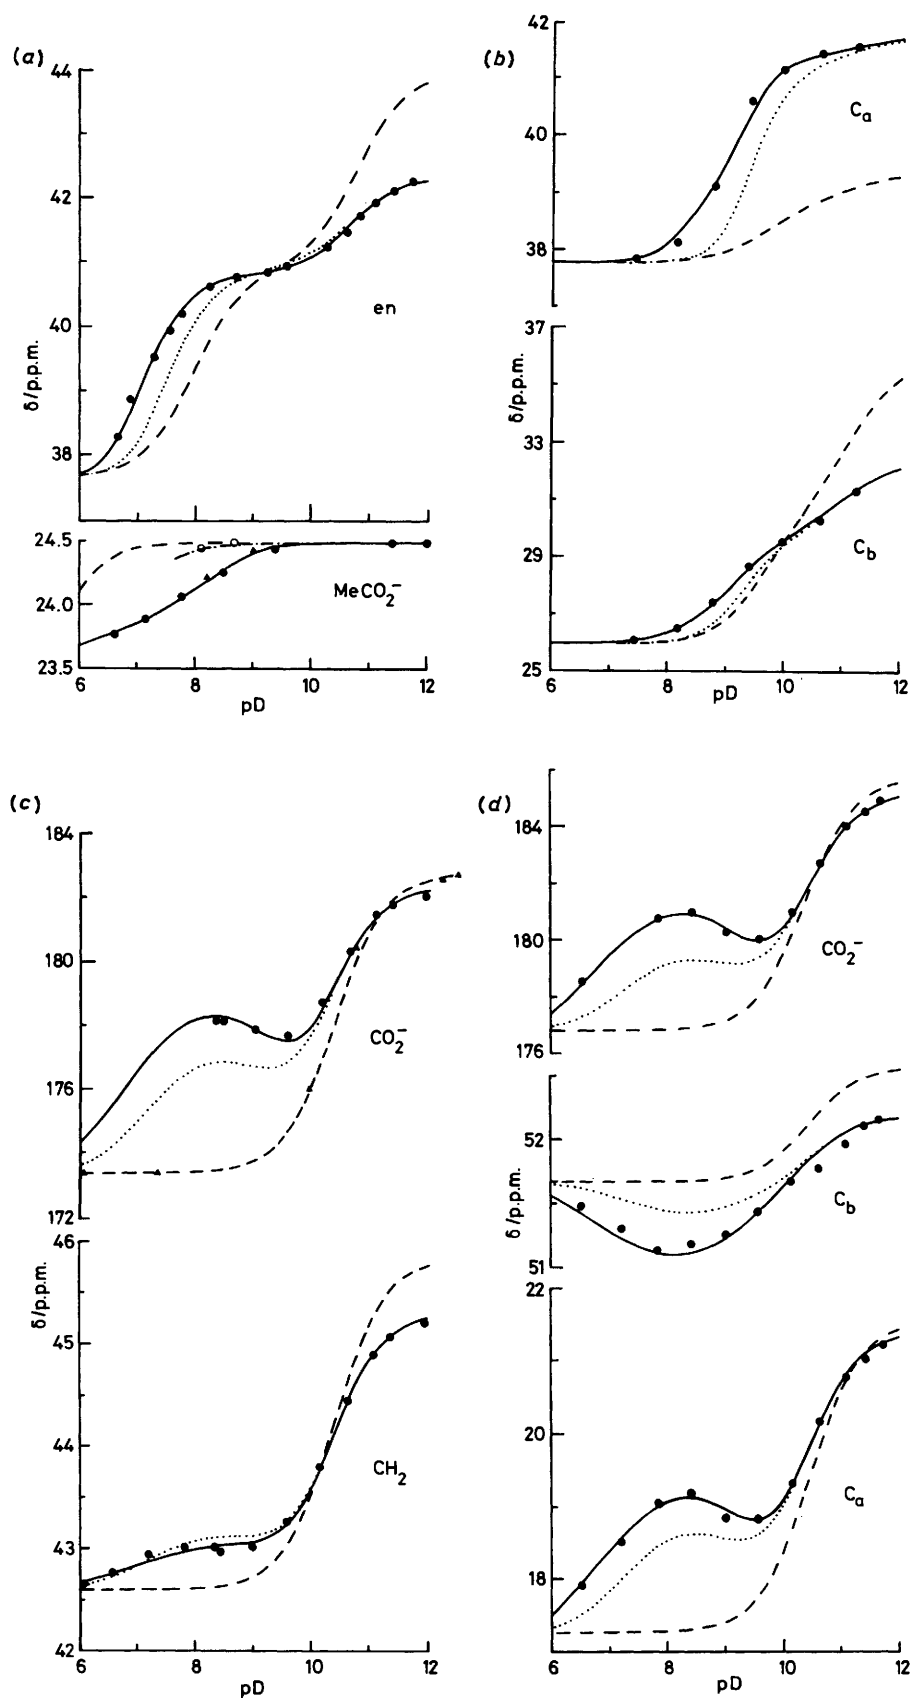 (a)
44
42
40
38
δ/p.p.m.
en
24.5
24.0
23.5
MeCO₂⁻
6 8 10 12
pD
(b)
42
40
38
Cₐ
δ/p.p.m.
37
33
29
25
C_b
6 8 10 12
pD
(c)
184
180
176
172
CO₂⁻
δ/p.p.m.
46
45
44
43
42
CH₂
6 8 10 12
pD
(d)
184
180
176
CO₂⁻
δ/p.p.m.
52
51
C_b
22
20
18
Cₐ
6 8 10 12
pD